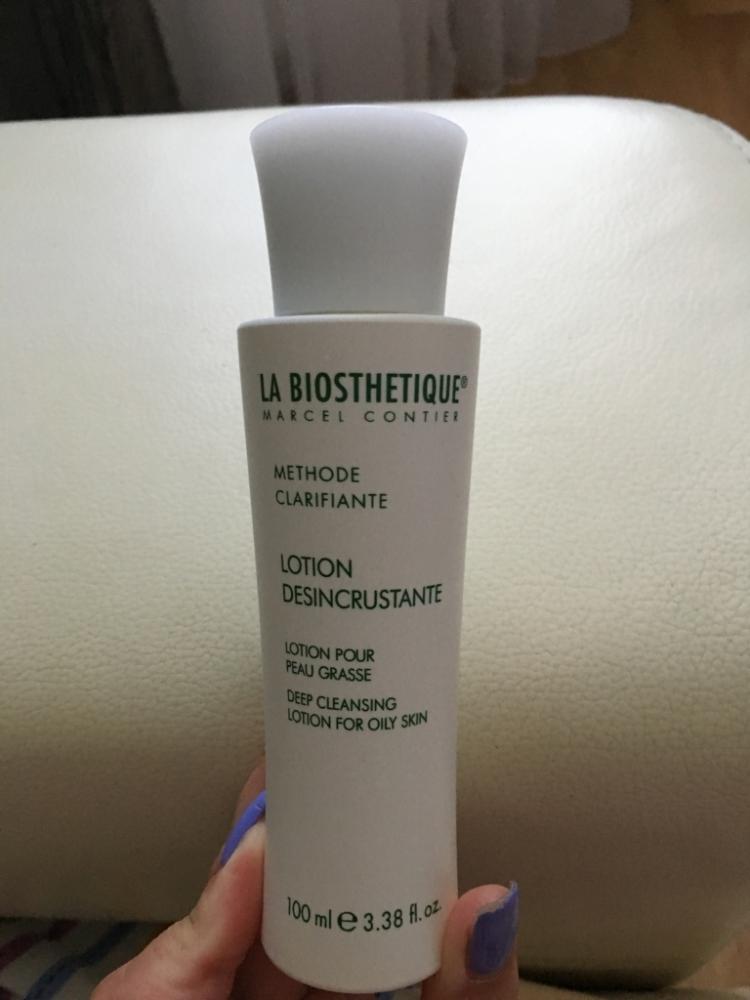 LA BIOSTHETIQUE®
MARCEL CONTIER
METHODE
CLARIFIANTE
LOTION
DESINCRUSTANTE
LOTION POUR
PEAU GRASSE
DEEP CLEANSING
LOTION FOR OILY SKIN
100 ml e 3.38 fl. oz.